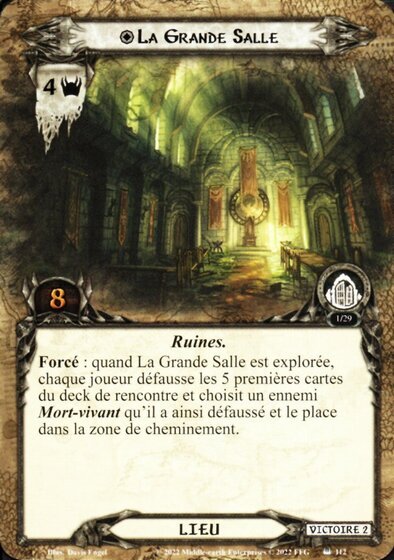 La Grande Salle
4
8
1/29
Ruines.
Forcé : quand La Grande Salle est explorée,
chaque joueur défausse les 5 premières cartes
du deck de rencontre et choisit un ennemi
Mort-vivant qu'il a ainsi défaussé et le place
dans la zone de cheminement.
LIEU
VICTOIRE 2
Illus. Davis Engel
© 2022 Middle-earth Enterprises © 2022 FFG